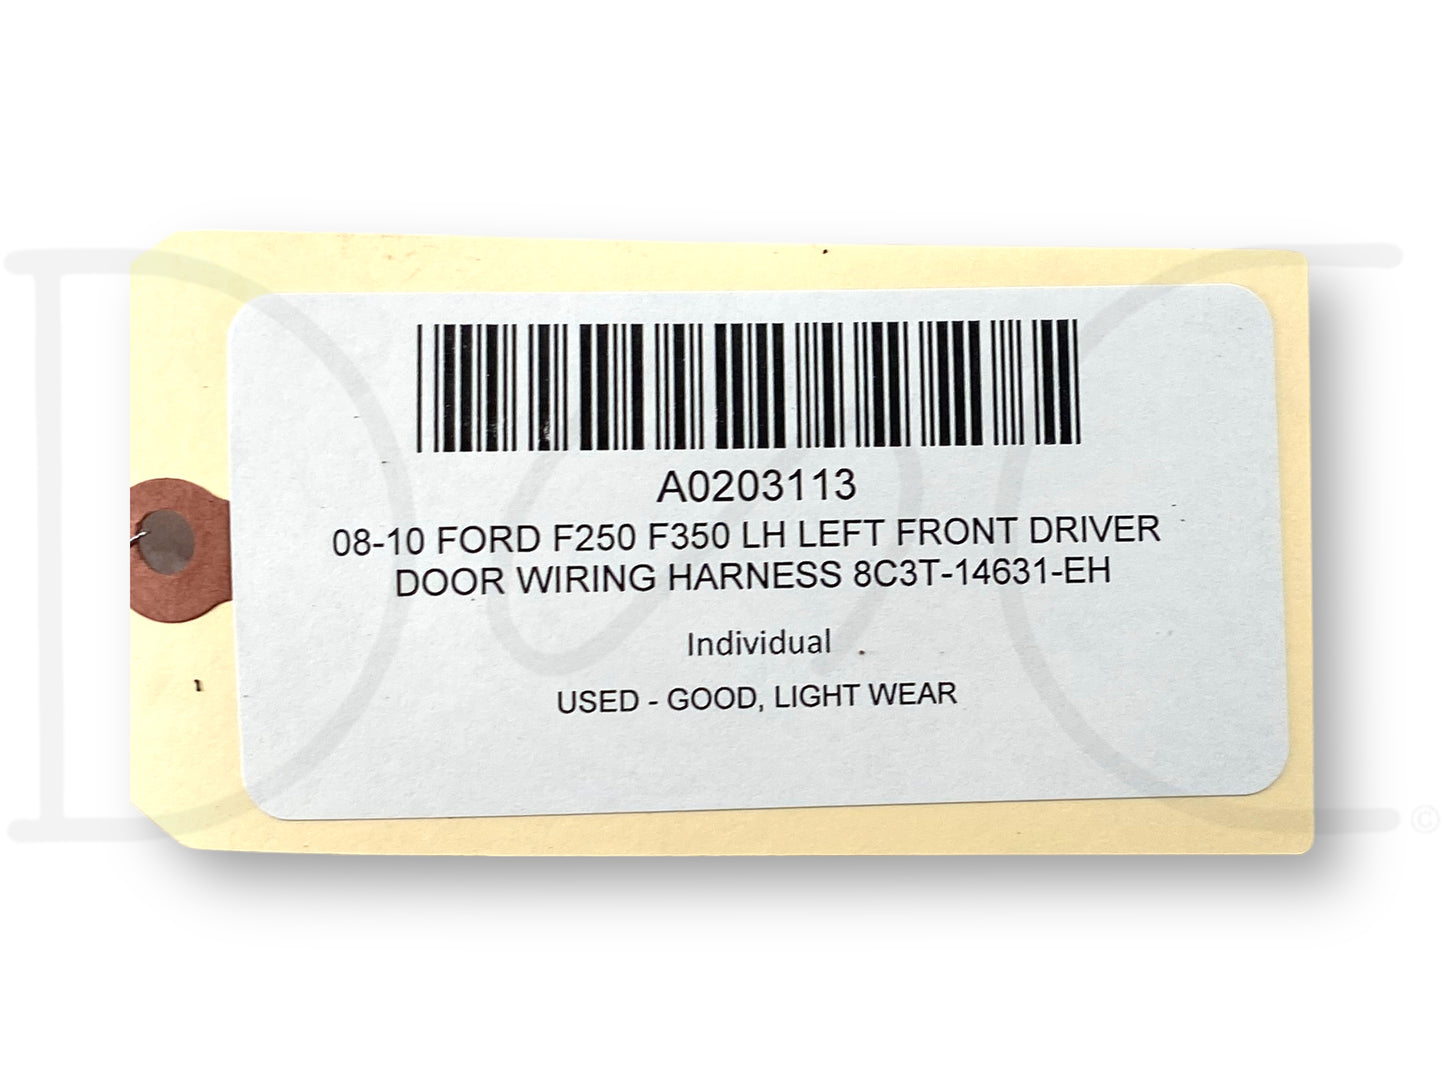 A0203113
08-10 FORD F250 F350 LH LEFT FRONT DRIVER
DOOR WIRING HARNESS 8C3T-14631-EH
Individual
USED - GOOD, LIGHT WEAR
©